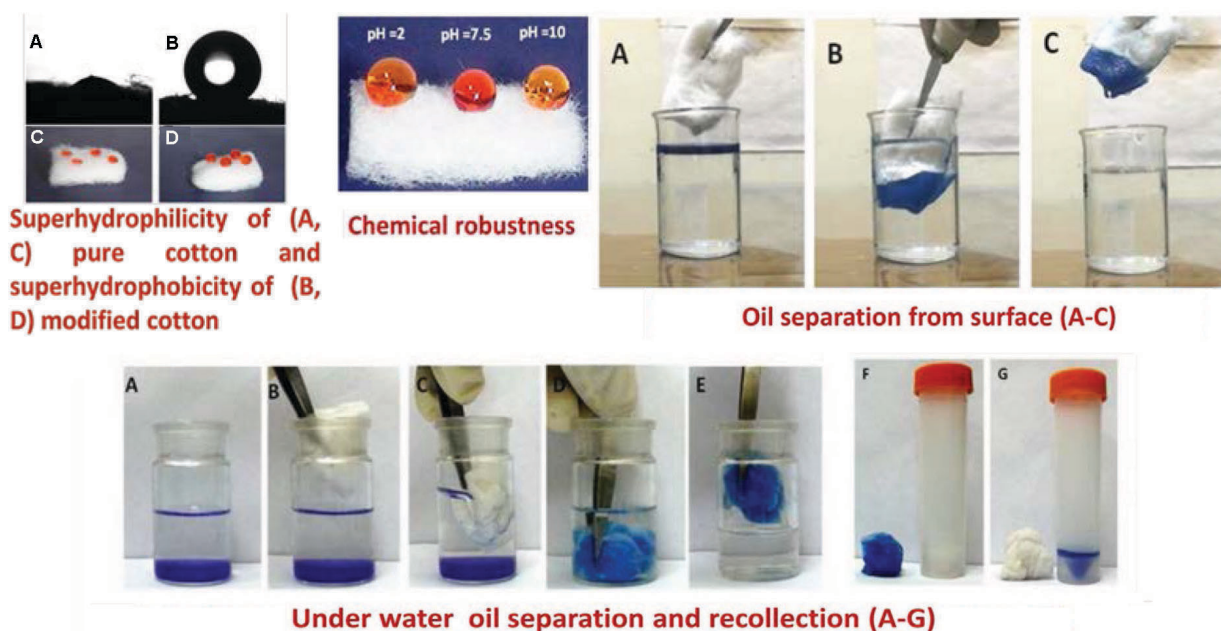 A
B
C
D
Superhydrophilicity of (A,
C) pure cotton and
superhydrophobicity of (B,
D) modified cotton
pH =2
pH =7.5
pH =10
Chemical robustness
A
B
C
Oil separation from surface (A-C)
A
B
C
D
E
F
G
Under water oil separation and recollection (A-G)